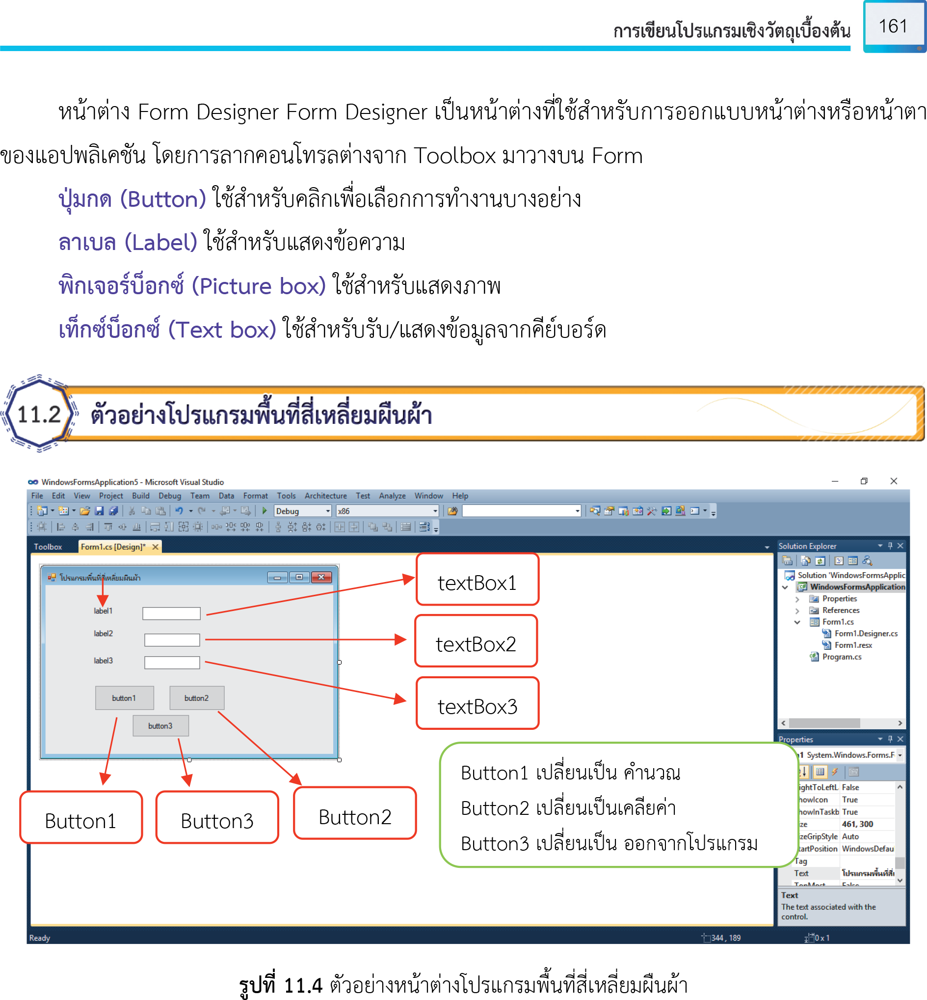 การเขียนโปรแกรมเชิงวัตถุเบื้องต้น 161
หน้าต่าง Form Designer Form Designer เป็นหน้าต่างที่ใช้สำหรับการออกแบบหน้าต่างหรือหน้าตา
ของแอปพลิเคชัน โดยการลากคอนโทรลต่างจาก Toolbox มาวางบน Form
ปุ่มกด (Button) ใช้สำหรับคลิกเพื่อเลือกการทำงานบางอย่าง
ลาเบล (Label) ใช้สำหรับแสดงข้อความ
พิกเจอร์บ็อกซ์ (Picture box) ใช้สำหรับแสดงภาพ
เท็กซ์บ็อกซ์ (Text box) ใช้สำหรับรับ/แสดงข้อมูลจากคีย์บอร์ด
11.2 ตัวอย่างโปรแกรมพื้นที่สี่เหลี่ยมผืนผ้า
WindowsFormsApplication5 - Microsoft Visual Studio
File Edit View Project Build Debug Team Data Format Tools Architecture Test Analyze Window Help
Debug x86
Toolbox Form1.cs [Design]*
โปรแกรมพื้นที่สี่เหลี่ยมผืนผ้า
label1
label2
label3
button1 button2
button3
textBox1
textBox2
textBox3
Button1 Button3 Button2
Button1 เปลี่ยนเป็น คำนวณ
Button2 เปลี่ยนเป็นเคลียค่า
Button3 เปลี่ยนเป็น ออกจากโปรแกรม
Solution Explorer
Solution 'WindowsFormsApplic
WindowsFormsApplication
Properties
References
Form1.cs
Form1.Designer.cs
Form1.resx
Program.cs
Properties
1 System.Windows.Forms.F
ightToLeftL False
howIcon True
howInTaskb True
ze 461, 300
zeGripStyle Auto
tartPosition WindowsDefau
Tag
Text โปรแกรมพื้นที่สี่เ
TopMost False
Text
The text associated with the
control.
Ready 344 , 189 0 x 1
รูปที่ 11.4 ตัวอย่างหน้าต่างโปรแกรมพื้นที่สี่เหลี่ยมผืนผ้า